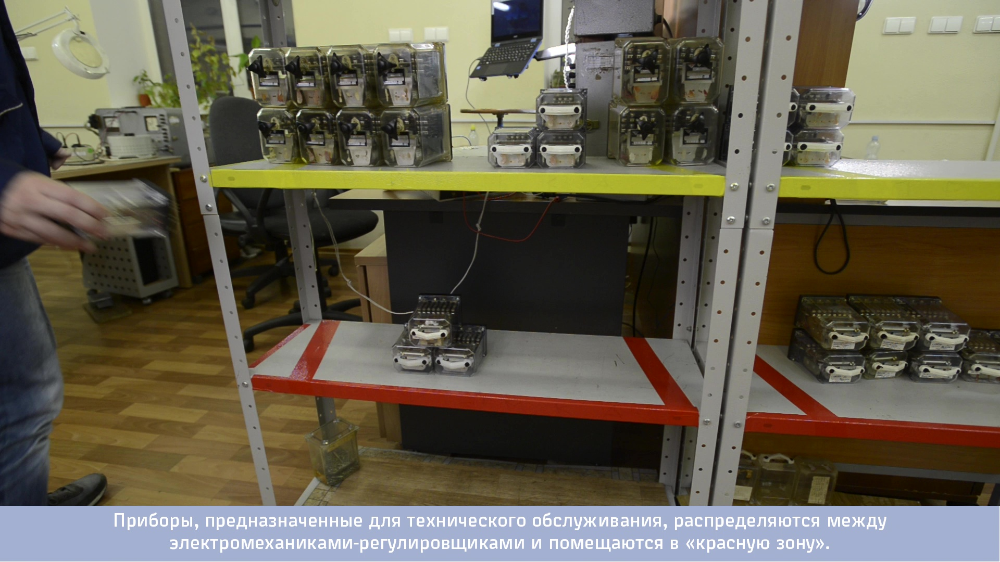 Приборы, предназначенные для технического обслуживания, распределяются между
электромеханиками-регулировщиками и помещаются в «красную зону».